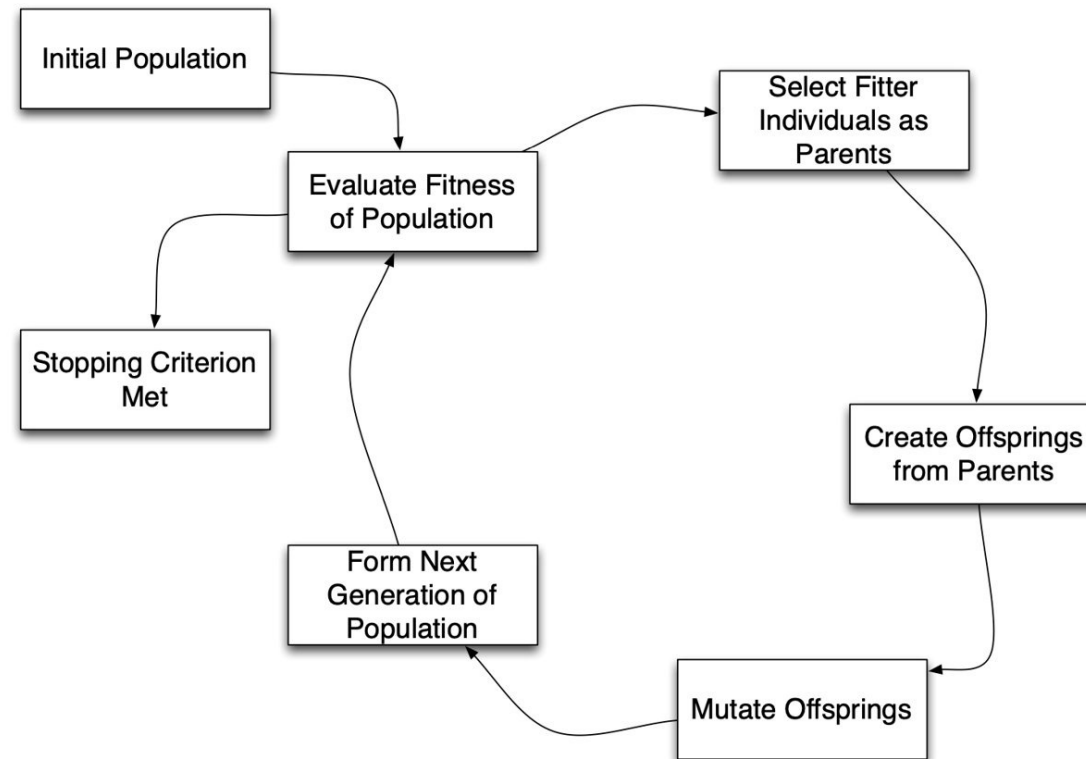 Initial Population
Select Fitter
Individuals as
Parents
Evaluate Fitness
of Population
Stopping Criterion
Met
Create Offsprings
from Parents
Form Next
Generation of
Population
Mutate Offsprings